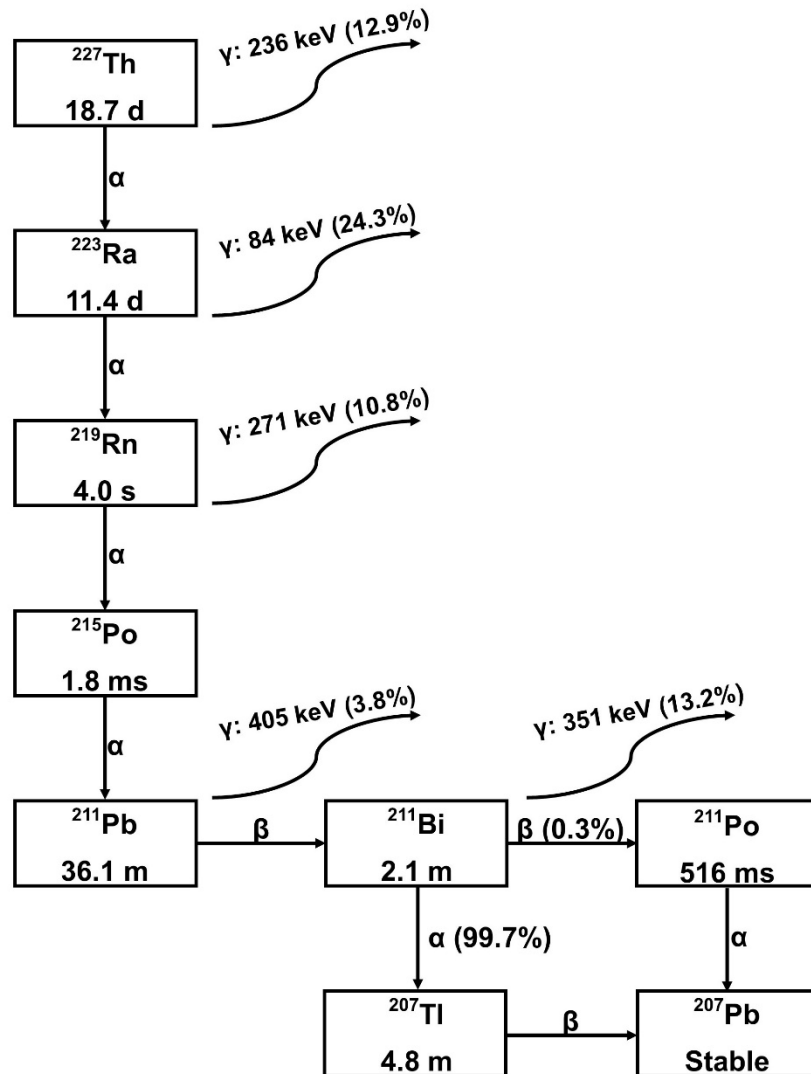 γ: 236 keV (12.9%)
²²⁷Th
18.7 d
α
γ: 84 keV (24.3%)
²²³Ra
11.4 d
α
γ: 271 keV (10.8%)
²¹⁹Rn
4.0 s
α
²¹⁵Po
1.8 ms
α
γ: 405 keV (3.8%)
γ: 351 keV (13.2%)
²¹¹Pb
36.1 m
β
²¹¹Bi
2.1 m
β (0.3%)
²¹¹Po
516 ms
α (99.7%)
α
²⁰⁷Tl
4.8 m
β
²⁰⁷Pb
Stable